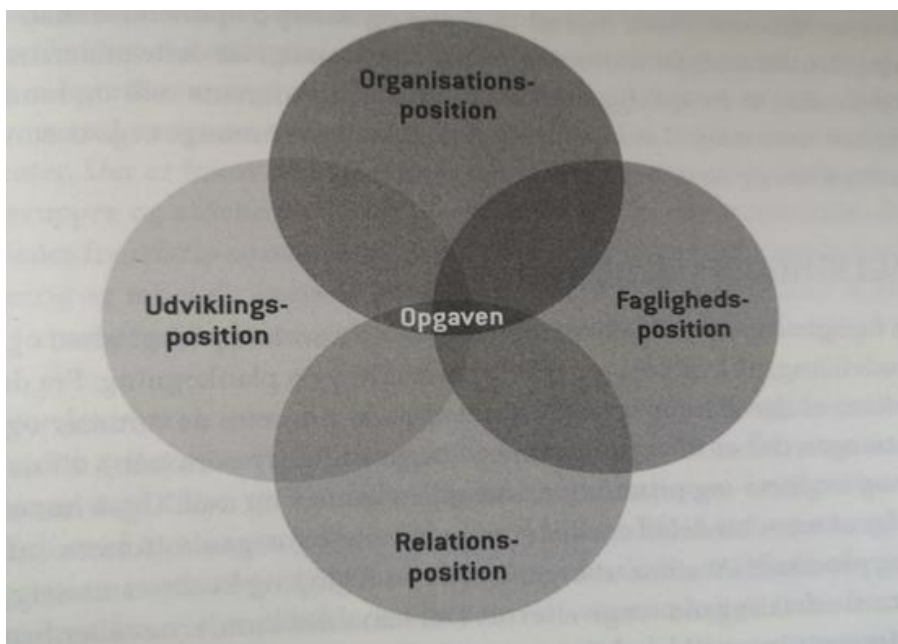 Organisations-
position
Udviklings-
position
Opgaven
Fagligheds-
position
Relations-
position